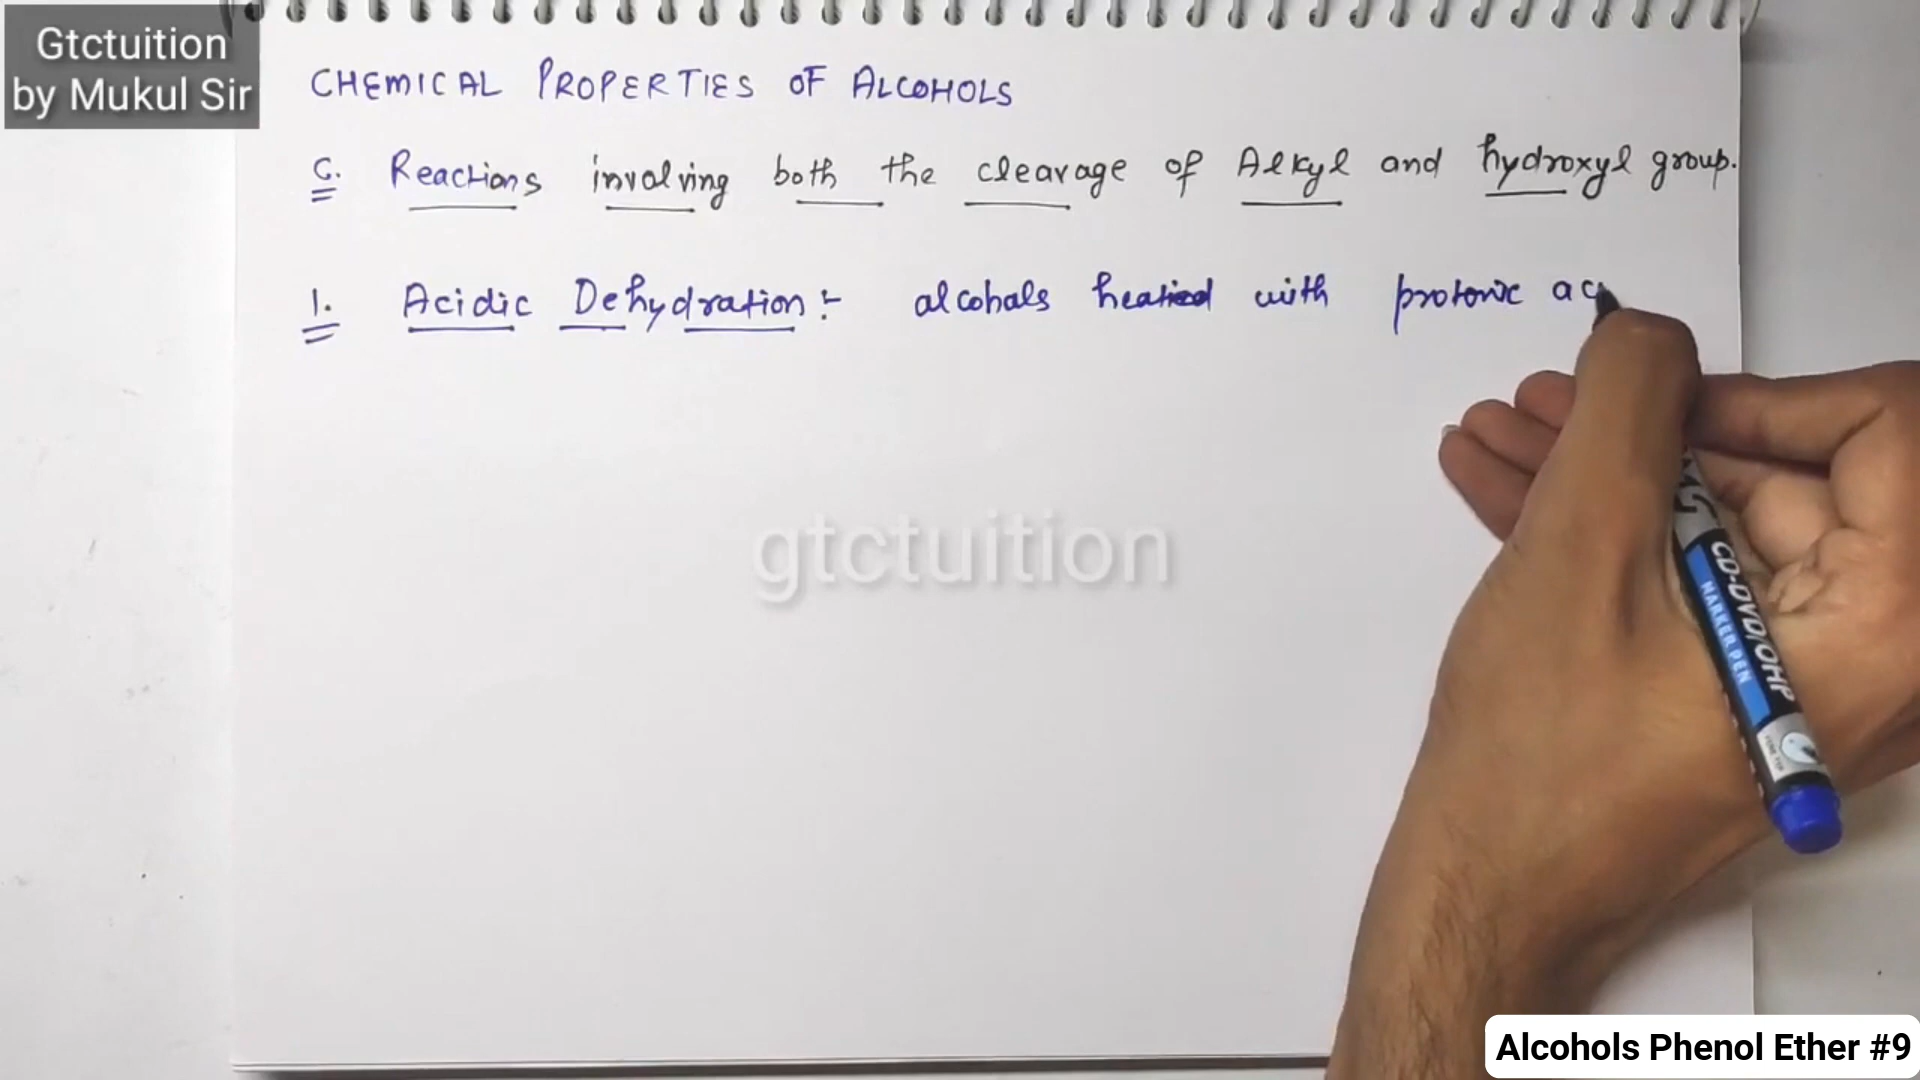 Gtctuition
by Mukul Sir
CHEMICAL PROPERTIES OF ALCOHOLS
C. Reactions involving both the cleavage of Alkyl and hydroxyl group.
1. Acidic Dehydration :- alcohals heated with protonic ac
gtctuition
CD-DVD/OHP
MARKER PEN
Alcohols Phenol Ether #9